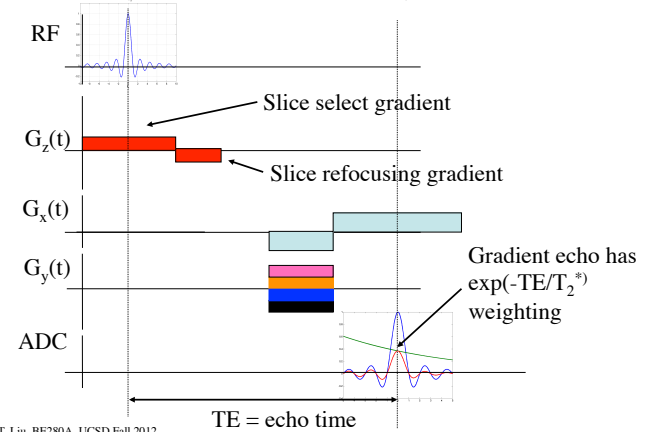 RF
Slice select gradient
G_z(t)
Slice refocusing gradient
G_x(t)
G_y(t)
Gradient echo has
exp(-TE/T_2^*)
weighting
ADC
TE = echo time
T. Liu, BE280A, UCSD Fall 2012